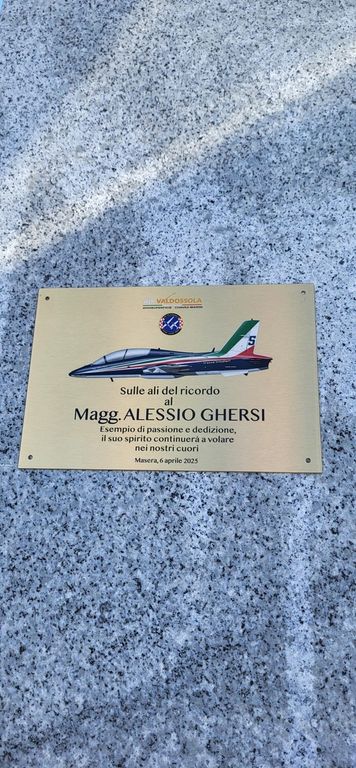 VALDOSSOLA
Sulle ali del ricordo
al
Magg. ALESSIO GHERSI
Esempio di passione e dedizione,
il suo spirito continuerà a volare
nei nostri cuori
Masera, 6 aprile 2025
5